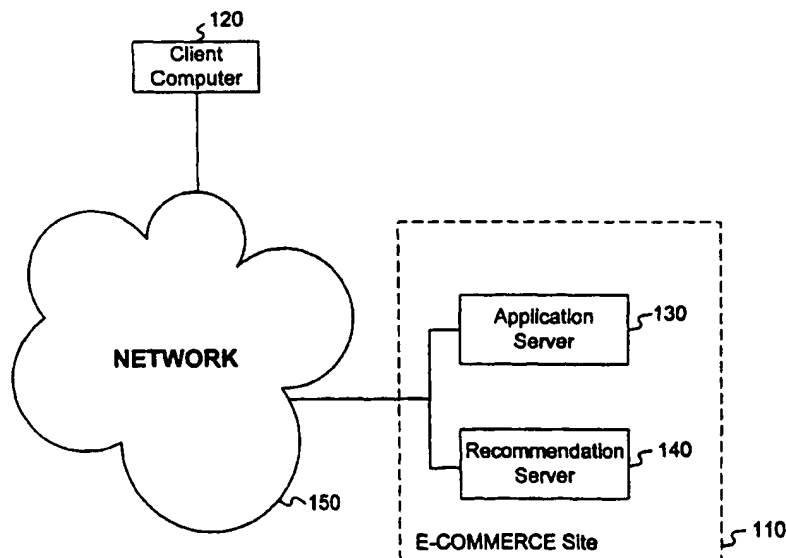 120
Client
Computer
NETWORK
150
Application
Server
130
Recommendation
Server
140
E-COMMERCE Site
110